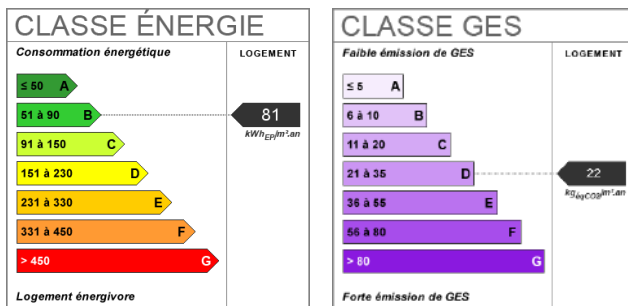 CLASSE ÉNERGIE
Consommation énergétique
LOGEMENT
≤ 50 A
51 à 90 B
81
kWhEP/m².an
91 à 150 C
151 à 230 D
231 à 330 E
331 à 450 F
> 450 G
Logement énergivore
CLASSE GES
Faible émission de GES
LOGEMENT
≤ 5 A
6 à 10 B
11 à 20 C
21 à 35 D
22
kgéqCO2/m².an
36 à 55 E
56 à 80 F
> 80 G
Forte émission de GES